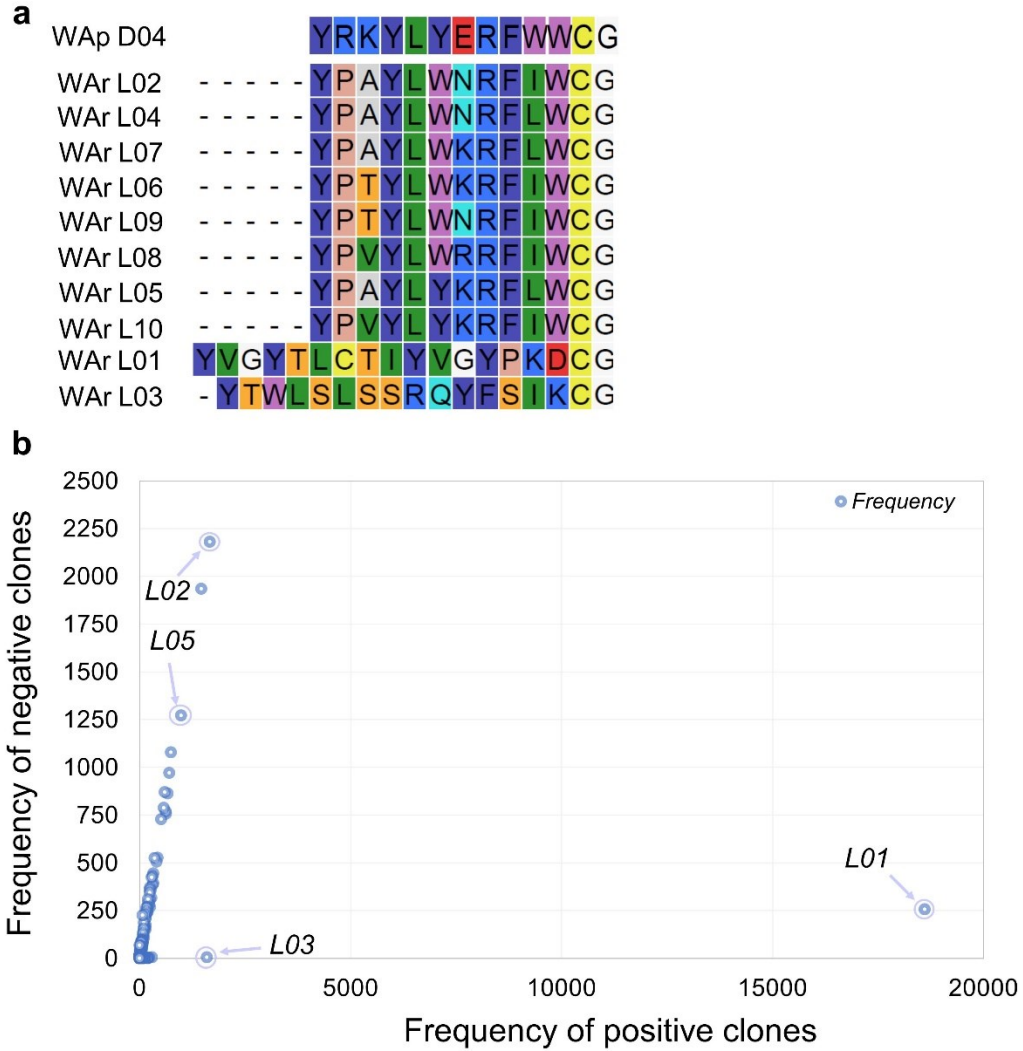 a
WAp D04 YRKYLYERFWWCG
WAr L02 - - - - - YPAYLWNRFIWCG
WAr L04 - - - - - YPAYLWNRFLWCG
WAr L07 - - - - - YPAYLWKRFLWCG
WAr L06 - - - - - YPTYLWKRFIWCG
WAr L09 - - - - - YPTYLWNRFIWCG
WAr L08 - - - - - YPVYLWRRFIWCG
WAr L05 - - - - - YPAYLYKRFLWCG
WAr L10 - - - - - YPVYLYKRFIWCG
WAr L01 YVGYTLCTIYVGYPKDCG
WAr L03 - YTWLSLSSRQYFSIKCG
b
Frequency of negative clones
2500
2250
2000
1750
1500
1250
1000
750
500
250
0
Frequency
L02
L05
L01
L03
0 5000 10000 15000 20000
Frequency of positive clones